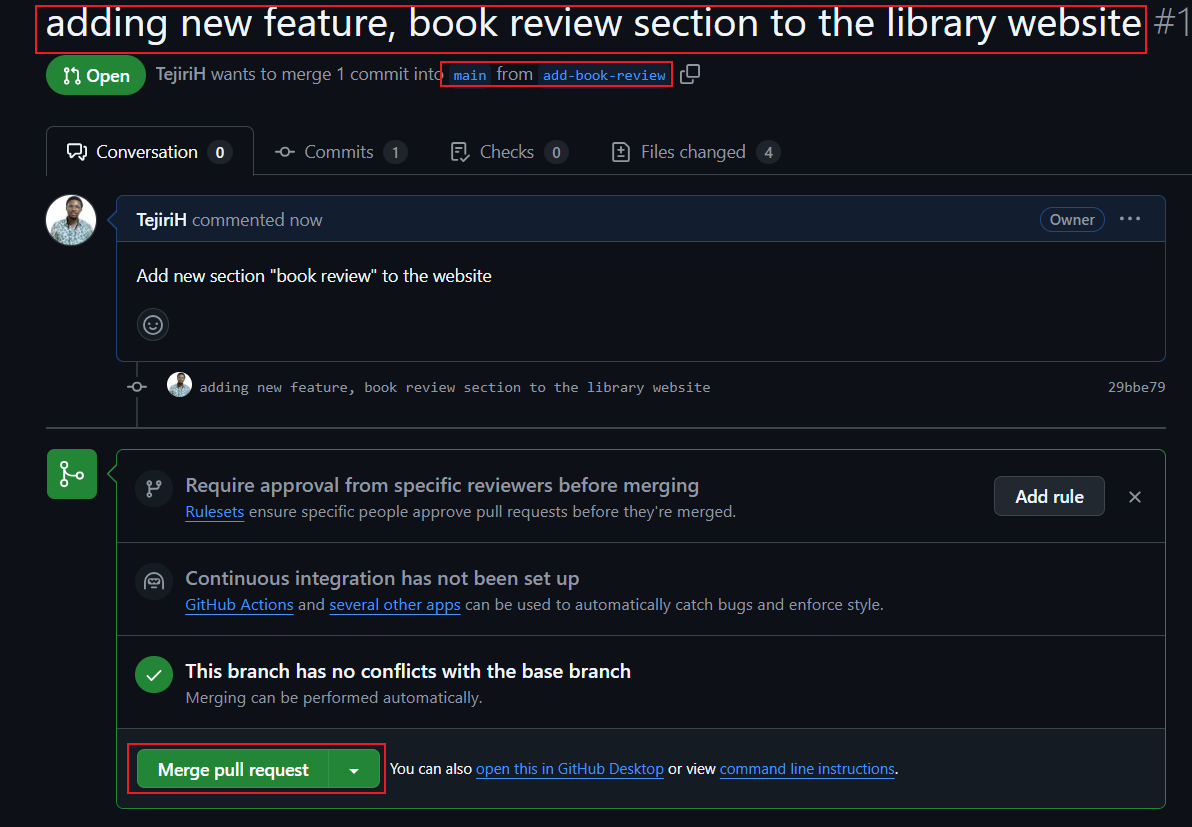 adding new feature, book review section to the library website #1
Open TejiriH wants to merge 1 commit into main from add-book-review
Conversation 0 Commits 1 Checks 0 Files changed 4
TejiriH commented now Owner
Add new section "book review" to the website
adding new feature, book review section to the library website 29bbe79
Require approval from specific reviewers before merging
Rulesets ensure specific people approve pull requests before they're merged.
Add rule
Continuous integration has not been set up
GitHub Actions and several other apps can be used to automatically catch bugs and enforce style.
This branch has no conflicts with the base branch
Merging can be performed automatically.
Merge pull request You can also open this in GitHub Desktop or view command line instructions.